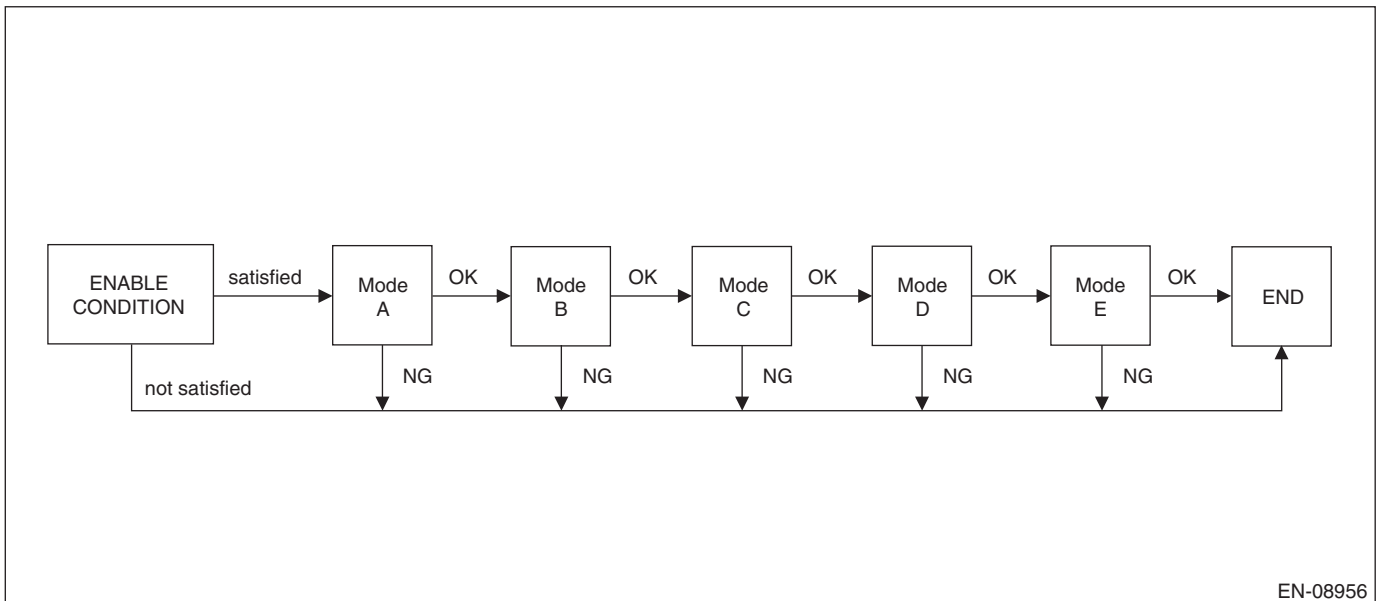 ENABLE
CONDITION
satisfied
Mode
A
OK
Mode
B
OK
Mode
C
OK
Mode
D
OK
Mode
E
OK
END
not satisfied
NG
NG
NG
NG
NG
EN-08956